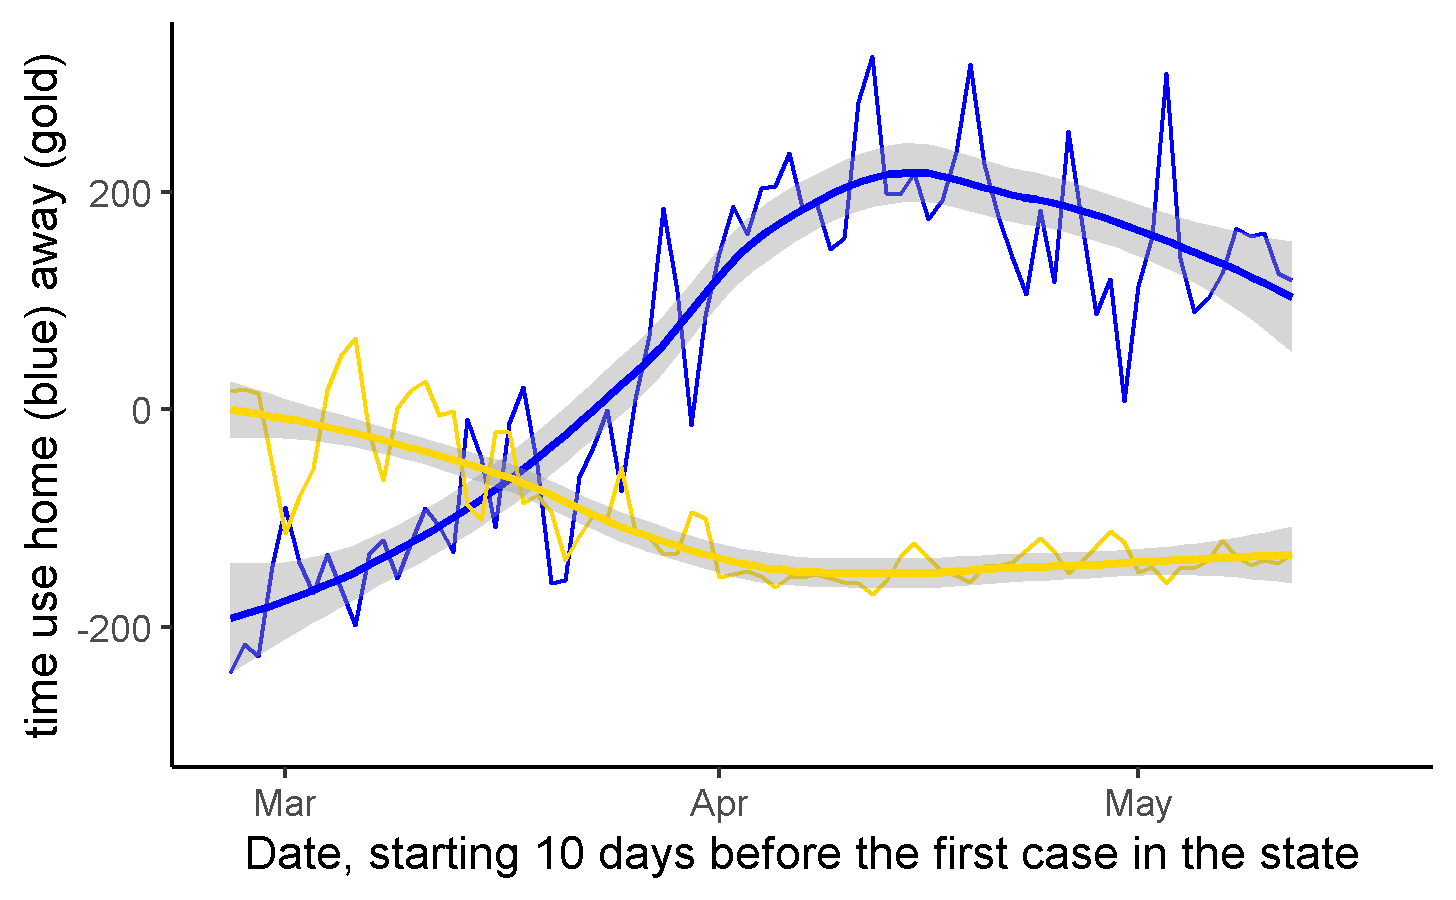 time use home (blue) away (gold)
200
0
-200
Mar
Apr
May
Date, starting 10 days before the first case in the state